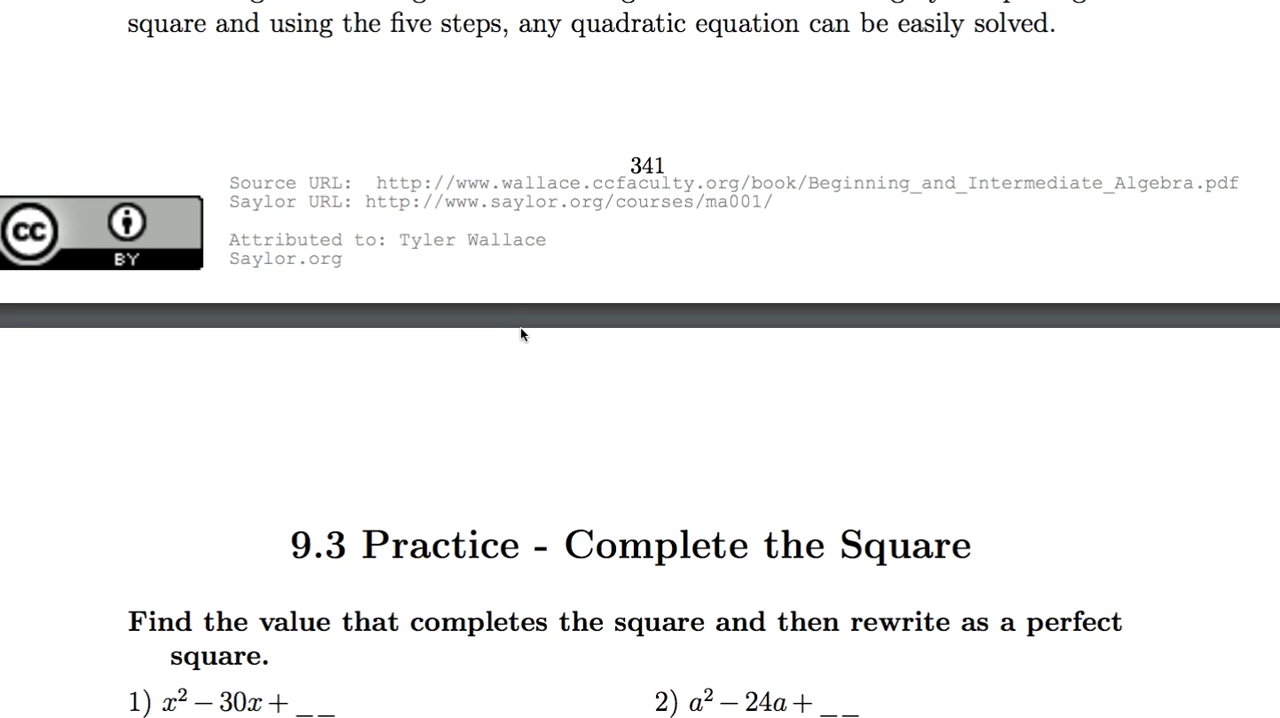 square and using the five steps, any quadratic equation can be easily solved.
341
Source URL: http://www.wallace.ccfaculty.org/book/Beginning_and_Intermediate_Algebra.pdf
Saylor URL: http://www.saylor.org/courses/ma001/
Attributed to: Tyler Wallace
Saylor.org
cc
BY
9.3 Practice - Complete the Square
Find the value that completes the square and then rewrite as a perfect
square.
1) x² − 30x + _ _
2) a² − 24a + _ _